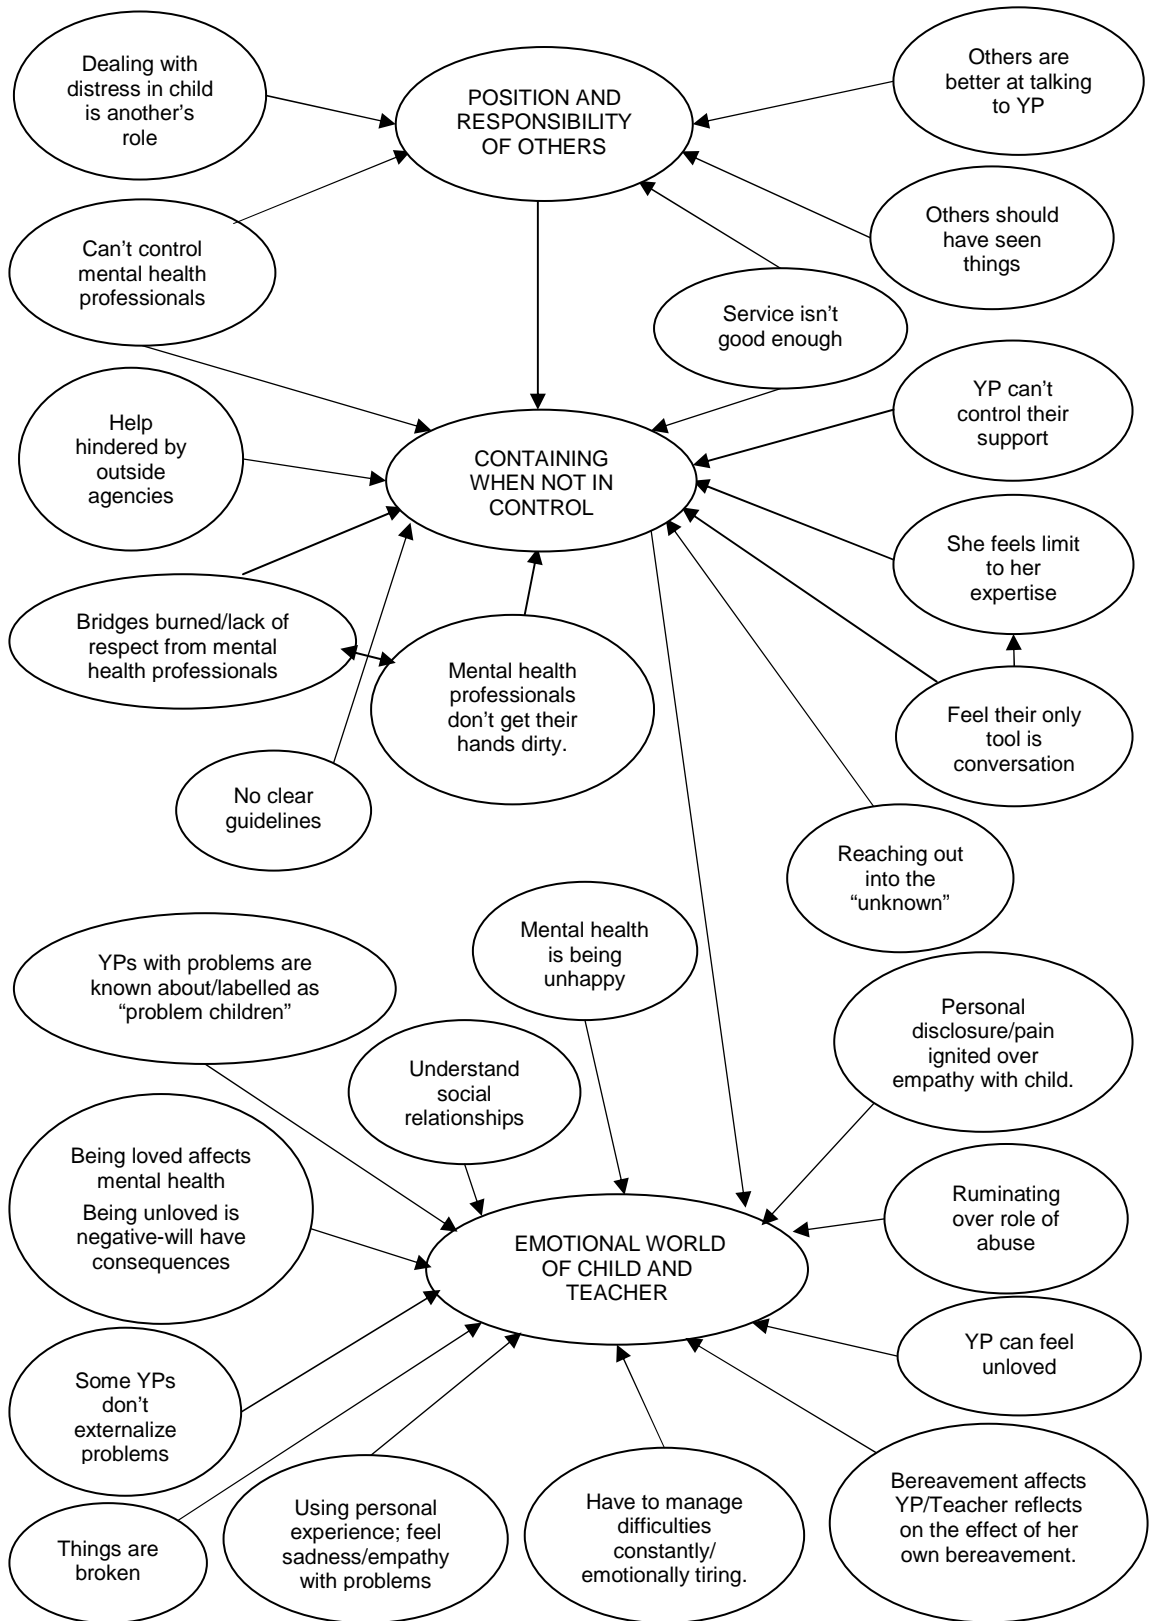 Dealing with
distress in child
is another's
role
POSITION AND
RESPONSIBILITY
OF OTHERS
Others are
better at talking
to YP
Can't control
mental health
professionals
Others should
have seen
things
Service isn't
good enough
Help
hindered by
outside
agencies
CONTAINING
WHEN NOT IN
CONTROL
YP can't
control their
support
She feels limit
to her
expertise
Bridges burned/lack of
respect from mental
health professionals
Mental health
professionals
don't get their
hands dirty.
Feel their only
tool is
conversation
No clear
guidelines
Reaching out
into the
“unknown”
Mental health
is being
unhappy
YPs with problems are
known about/labelled as
“problem children”
Personal
disclosure/pain
ignited over
empathy with child.
Understand
social
relationships
Being loved affects
mental health
Being unloved is
negative-will have
consequences
Ruminating
over role of
abuse
EMOTIONAL WORLD
OF CHILD AND
TEACHER
YP can feel
unloved
Some YPs
don't
externalize
problems
Things are
broken
Using personal
experience; feel
sadness/empathy
with problems
Have to manage
difficulties
constantly/
emotionally tiring.
Bereavement affects
YP/Teacher reflects
on the effect of her
own bereavement.